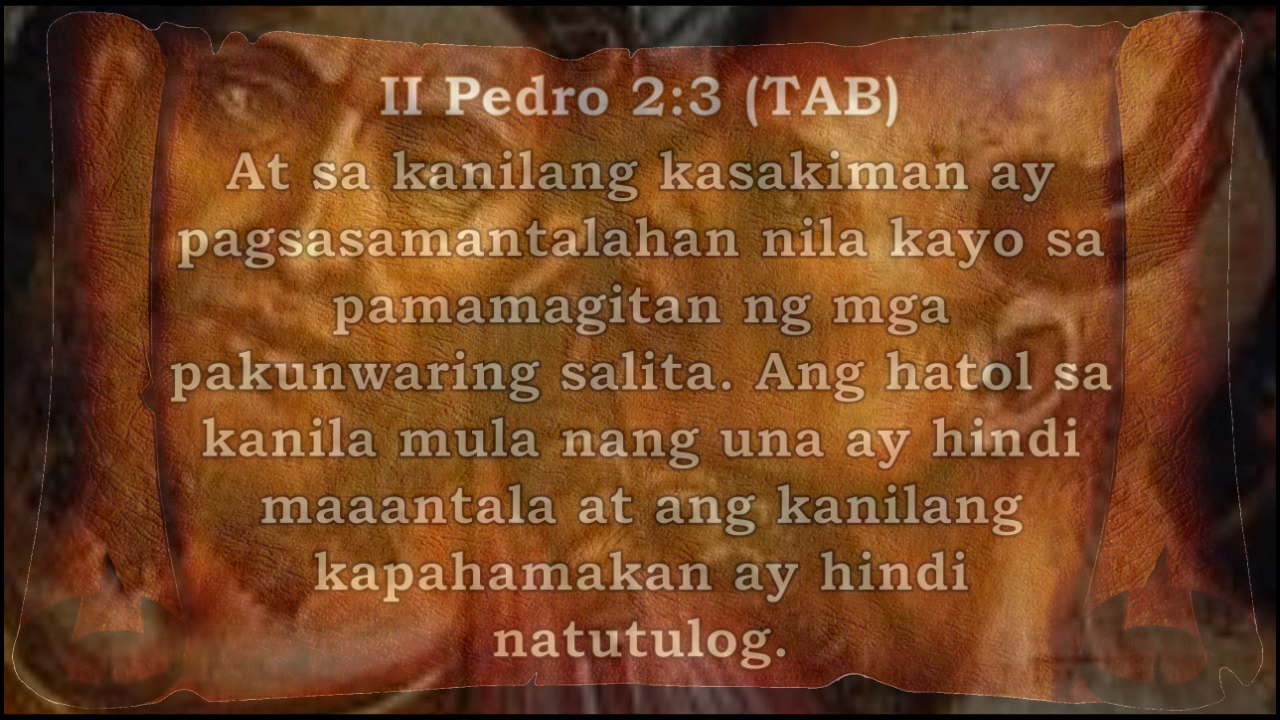 II Pedro 2:3 (TAB)
At sa kanilang kasakiman ay
pagsasamantalahan nila kayo sa
pamamagitan ng mga
pakunwaring salita. Ang hatol sa
kanila mula nang una ay hindi
maaantala at ang kanilang
kapahamakan ay hindi
natutulog.